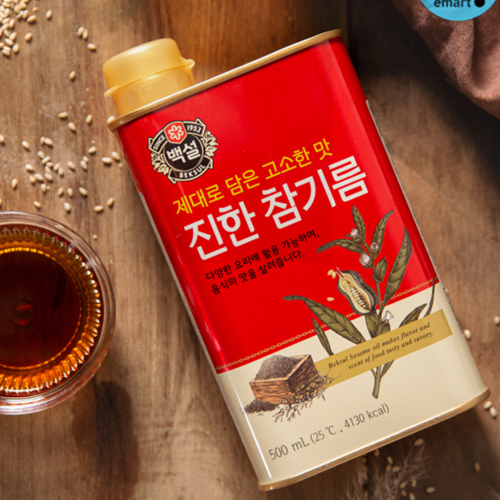 emart
SINCE 1953
백설
BEKSUL
제대로 담은 고소한 맛
진한 참기름
다양한 요리에 활용 가능하며,
음식의 맛을 살려줍니다.
Beksul Sesame oil makes flavor and
scent of food tasty and savory.
500 mL (25 ℃, 4130 kcal)